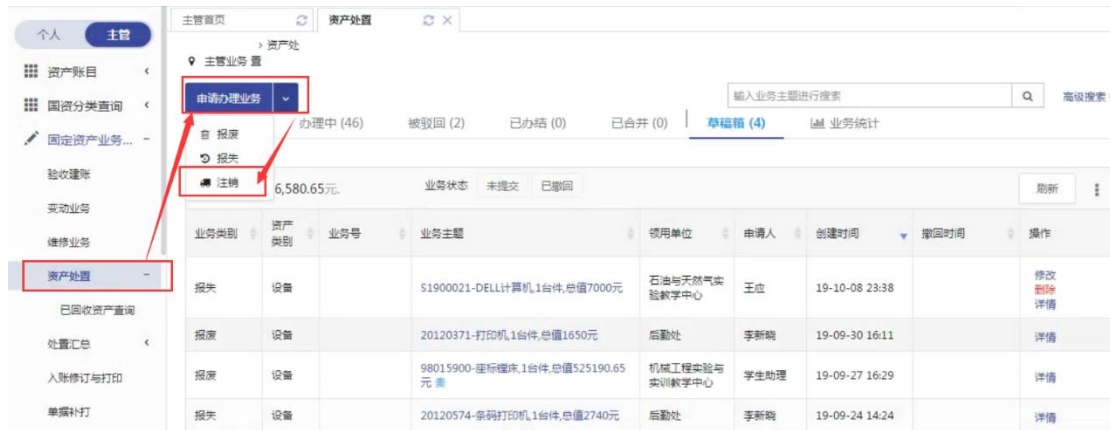 主管首页
资产处置
个人 主管
> 资产处
主管业务 置
资产账目
国资分类查询
固定资产业务...
验收建账
变动业务
维修业务
资产处置
已回收资产查询
处置汇总
入账修订与打印
单据补打
申请办理业务
输入业务主题进行搜索
高级搜索
报废
报失
注销
办理中 (46) 被驳回 (2) 已办结 (0) 已合并 (0) 草稿箱 (4) 业务统计
6,580.65元. 业务状态 未提交 已撤回 刷新
业务类别 资产类别 业务号 业务主题 领用单位 申请人 创建时间 撤回时间 操作
报失 设备 S1900021-DELL计算机,1台件,总值7000元 石油与天然气实验教学中心 王应 19-10-08 23:38 修改 删除 详情
报废 设备 20120371-打印机,1台件,总值1650元 后勤处 李新晓 19-09-30 16:11 详情
报废 设备 98015900-座标镗床,1台件,总值525190.65元 贵 机械工程实验与实训教学中心 学生助理 19-09-27 16:29 详情
报失 设备 20120574-条码打印机,1台件,总值2740元 后勤处 李新晓 19-09-24 14:24 详情